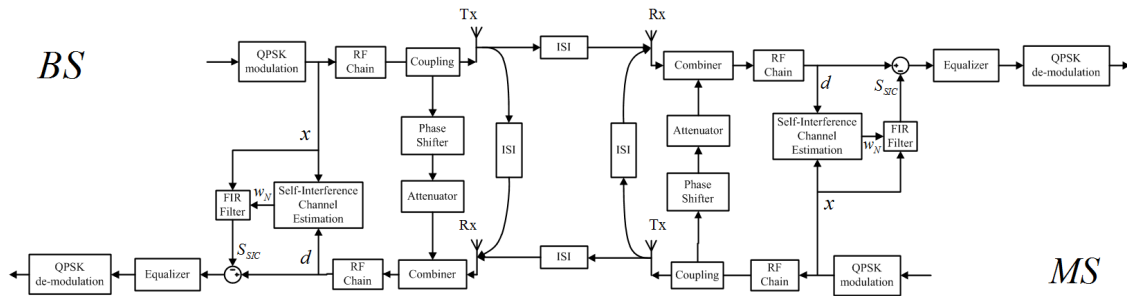 BS
QPSK
modulation
RF
Chain
Coupling
Tx
ISI
Rx
Combiner
RF
Chain
d
S_SIC
Equalizer
QPSK
de-modulation
x
Phase
Shifter
ISI
ISI
Attenuator
Self-Interference
Channel
Estimation
w_N
FIR
Filter
FIR
Filter
w_N
Self-Interference
Channel
Estimation
Attenuator
Phase
Shifter
x
S_SIC
d
Rx
Tx
QPSK
de-modulation
Equalizer
RF
Chain
Combiner
ISI
Coupling
RF
Chain
QPSK
modulation
MS